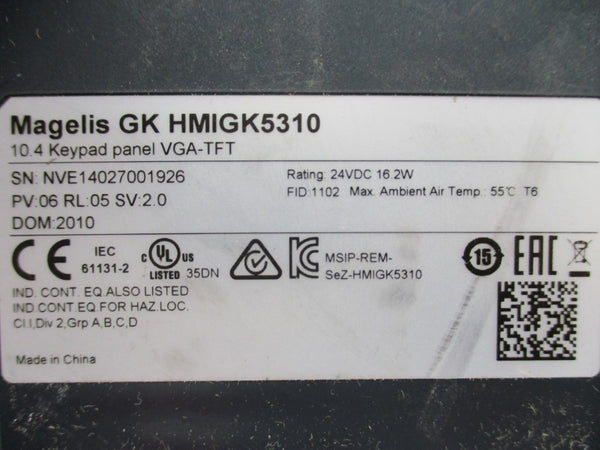 Magelis GK HMIGK5310
10.4 Keypad panel VGA-TFT
SN: NVE14027001926
Rating: 24VDC 16.2W
PV:06 RL:05 SV:2.0
FID:1102 Max. Ambient Air Temp.: 55℃ T6
DOM:2010
CE
IEC
61131-2
c UL us
LISTED 35DN
MSIP-REM-
SeZ-HMIGK5310
15
EAC
IND. CONT. EQ.ALSO LISTED
IND CONT.EQ FOR HAZ.LOC.
Cl.I,Div 2,Grp A,B,C,D
Made in China